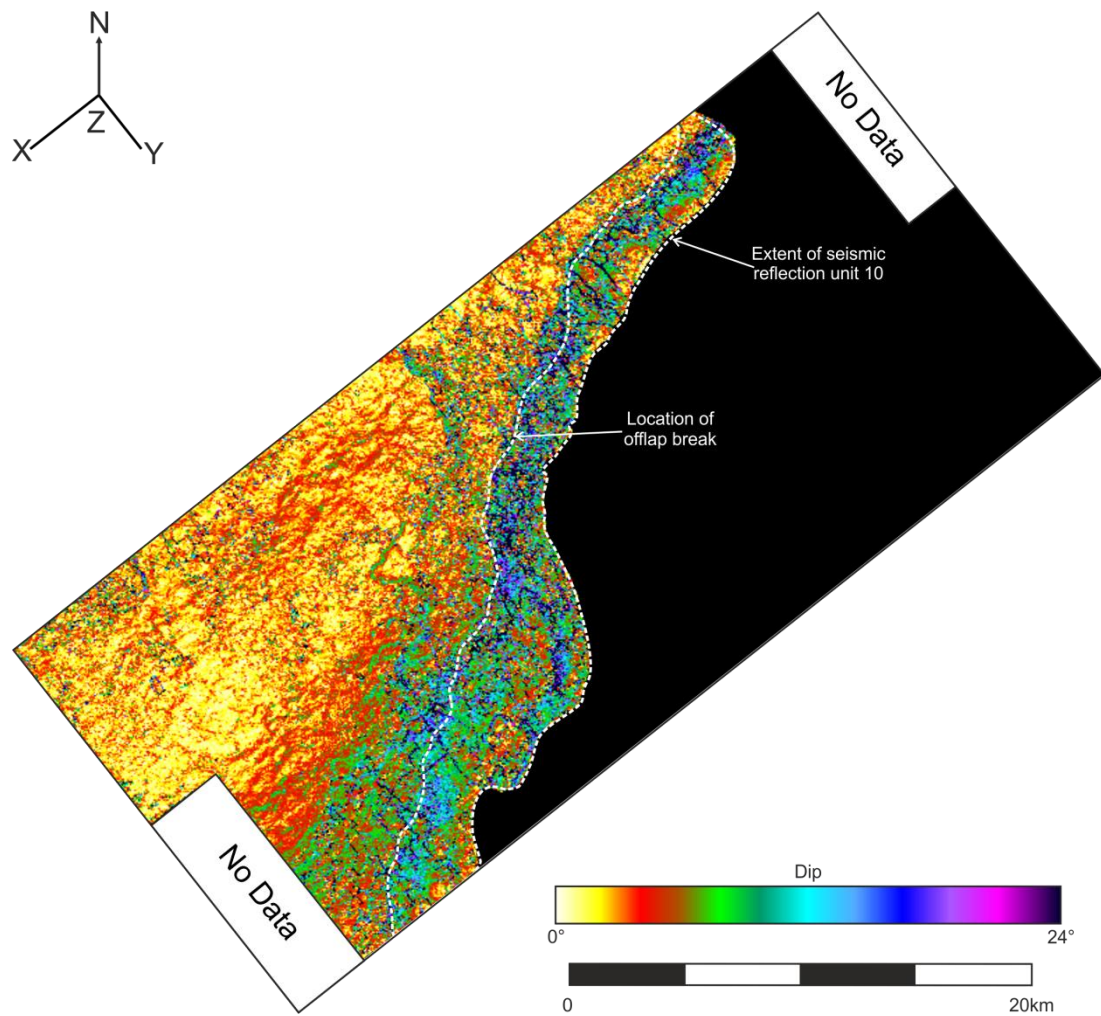 N
Z
X
Y
No Data
Extent of seismic
reflection unit 10
Location of
offlap break
No Data
Dip
0°
24°
0
20km